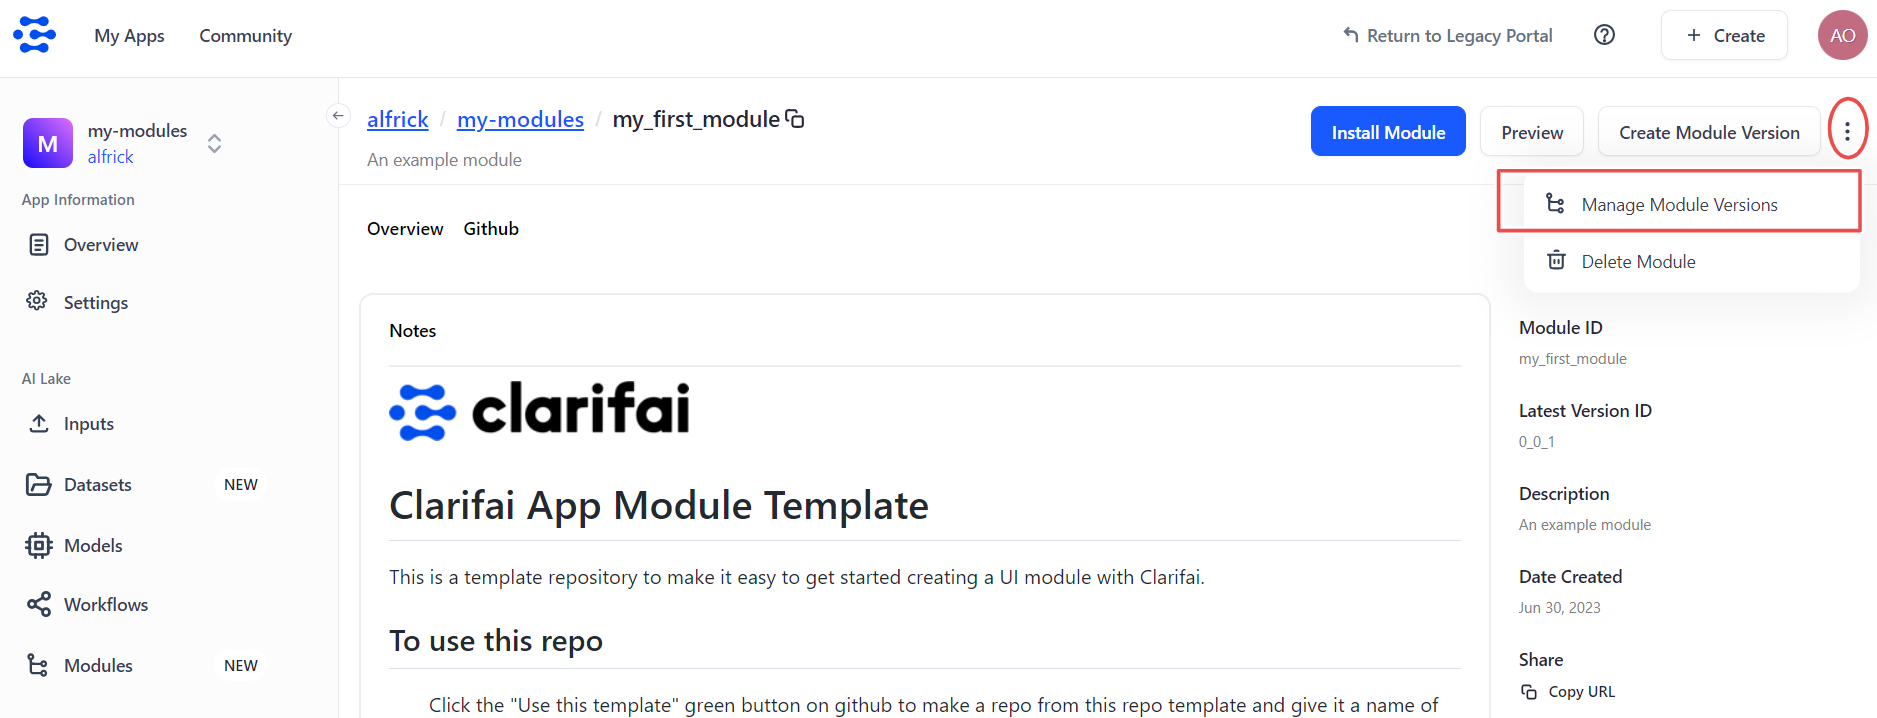 My Apps
Community
Return to Legacy Portal
Create
AO
M
my-modules
alfrick
App Information
Overview
Settings
AI Lake
Inputs
Datasets NEW
Models
Workflows
Modules NEW
alfrick / my-modules / my_first_module
An example module
Install Module
Preview
Create Module Version
Manage Module Versions
Delete Module
Overview
Github
Notes
clarifai
Clarifai App Module Template
This is a template repository to make it easy to get started creating a UI module with Clarifai.
To use this repo
Click the "Use this template" green button on github to make a repo from this repo template and give it a name of
Module ID
my_first_module
Latest Version ID
0_0_1
Description
An example module
Date Created
Jun 30, 2023
Share
Copy URL